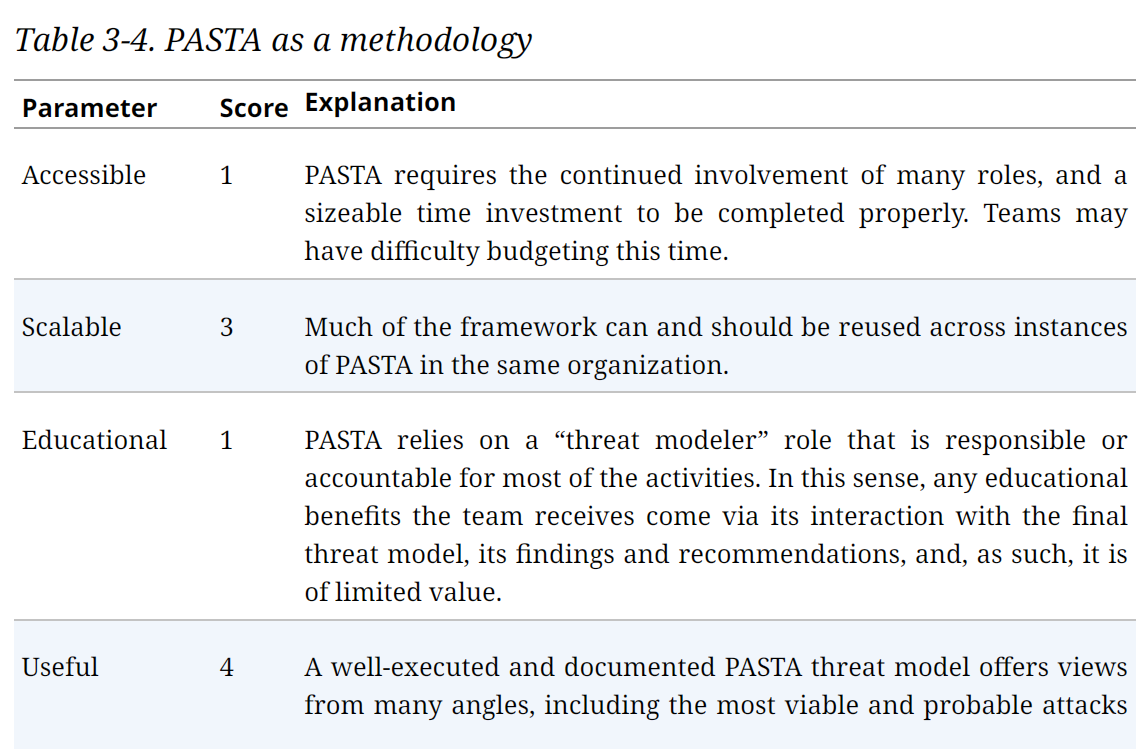 Table 3-4. PASTA as a methodology
Parameter Score Explanation
Accessible 1 PASTA requires the continued involvement of many roles, and a
sizeable time investment to be completed properly. Teams may
have difficulty budgeting this time.
Scalable 3 Much of the framework can and should be reused across instances
of PASTA in the same organization.
Educational 1 PASTA relies on a “threat modeler” role that is responsible or
accountable for most of the activities. In this sense, any educational
benefits the team receives come via its interaction with the final
threat model, its findings and recommendations, and, as such, it is
of limited value.
Useful 4 A well-executed and documented PASTA threat model offers views
from many angles, including the most viable and probable attacks